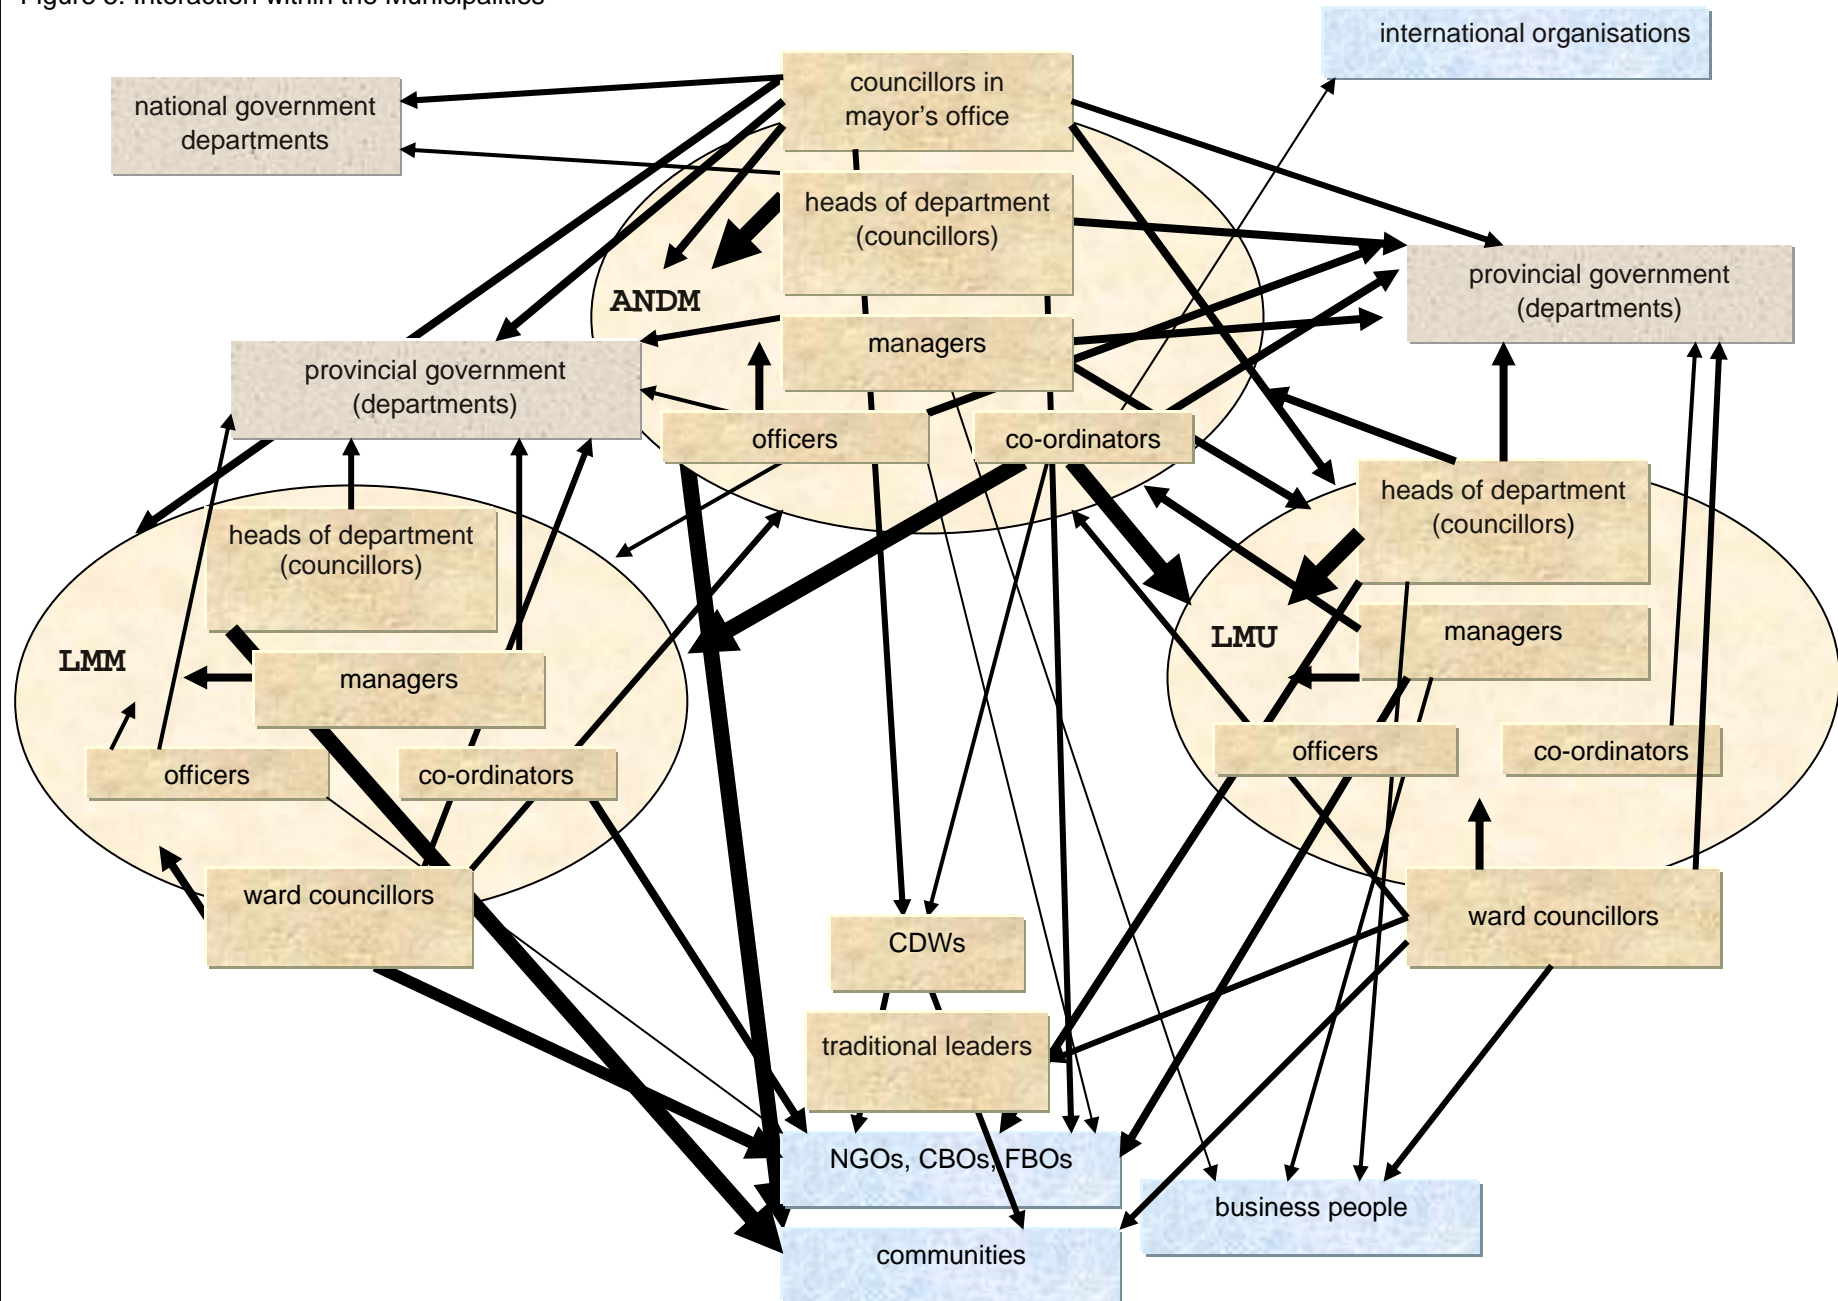 Figure 3: Interaction within the Municipalities
international organisations
councillors in
mayor's office
national government
departments
heads of department
(councillors)
provincial government
(departments)
ANDM
managers
provincial government
(departments)
officers
co-ordinators
heads of department
(councillors)
heads of department
(councillors)
LMM
managers
LMU
managers
officers
co-ordinators
officers
co-ordinators
ward councillors
ward councillors
CDWs
traditional leaders
NGOs, CBOs, FBOs
business people
communities